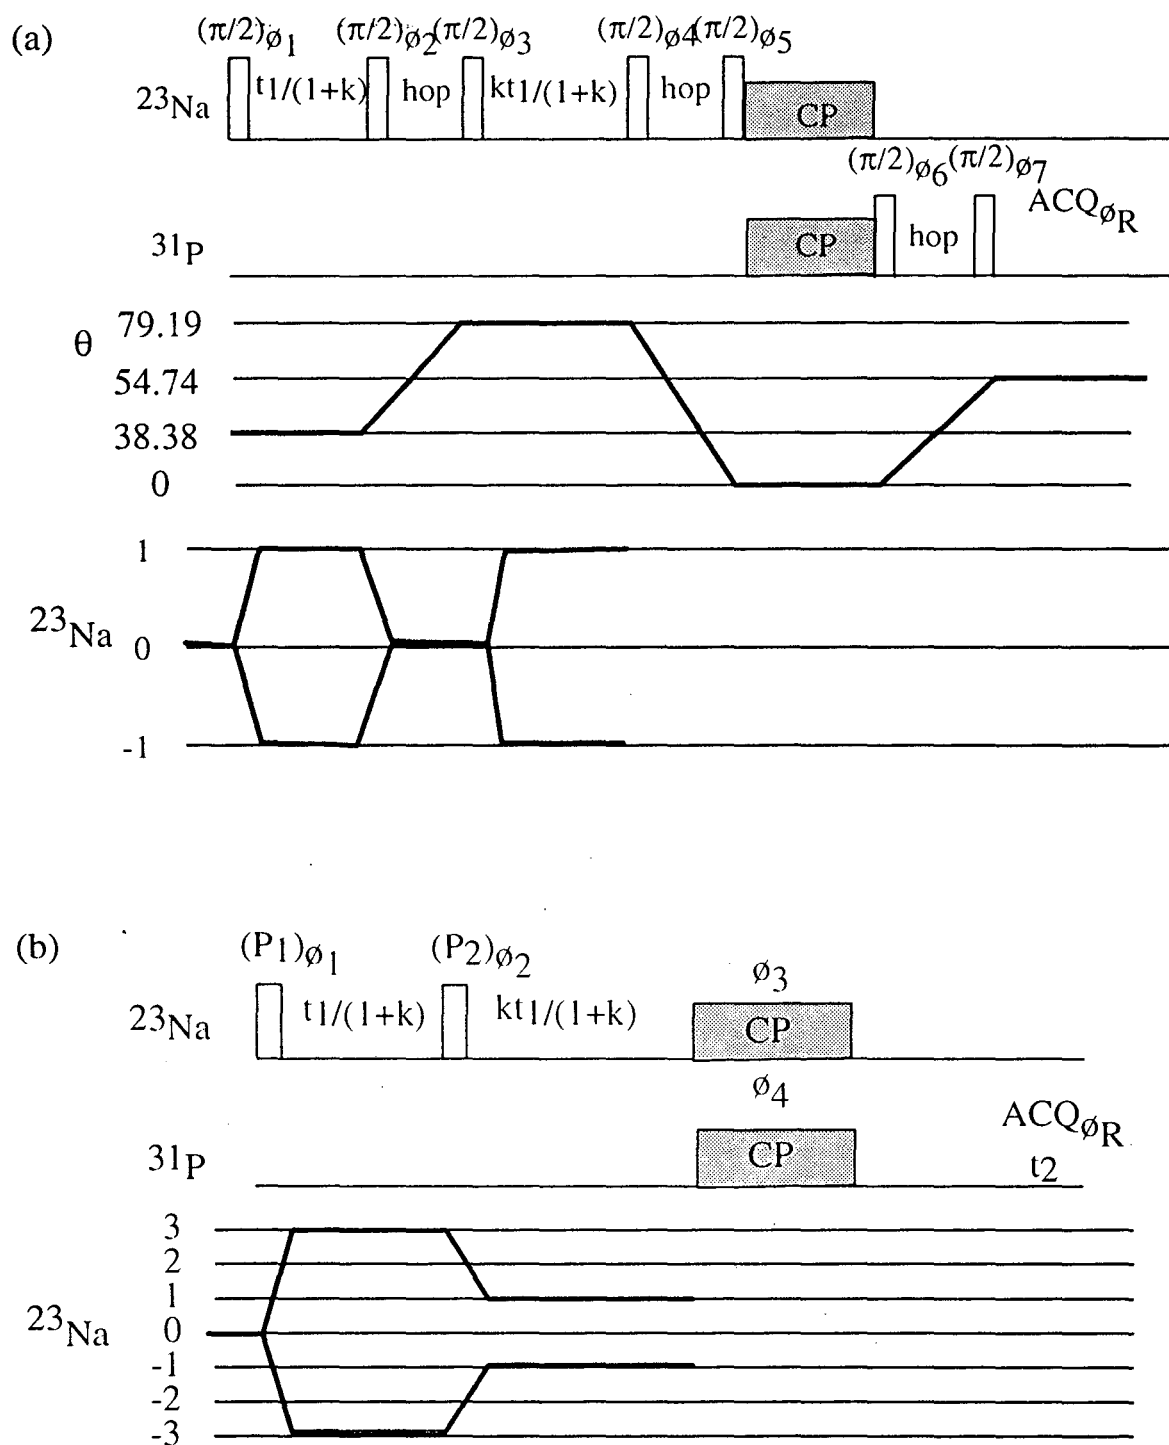 (a)
(π/2)ø1 (π/2)ø2 (π/2)ø3 (π/2)ø4 (π/2)ø5
23Na t1/(1+k) hop kt1/(1+k) hop CP
(π/2)ø6 (π/2)ø7
31P CP hop ACQøR
θ
79.19
54.74
38.38
0
1
23Na 0
-1
(b)
(P1)ø1 (P2)ø2 ø3
23Na t1/(1+k) kt1/(1+k) CP
ø4
31P CP ACQøR
t2
3
2
1
23Na 0
-1
-2
-3